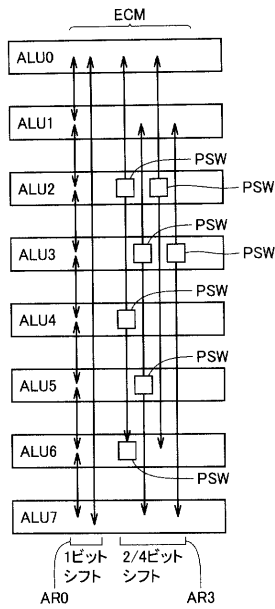 ECM
ALU0
ALU1
PSW
ALU2
PSW
PSW
ALU3
PSW
PSW
ALU4
PSW
ALU5
PSW
ALU6
PSW
ALU7
1ビット 2/4ビット
シフト シフト
AR0 AR3